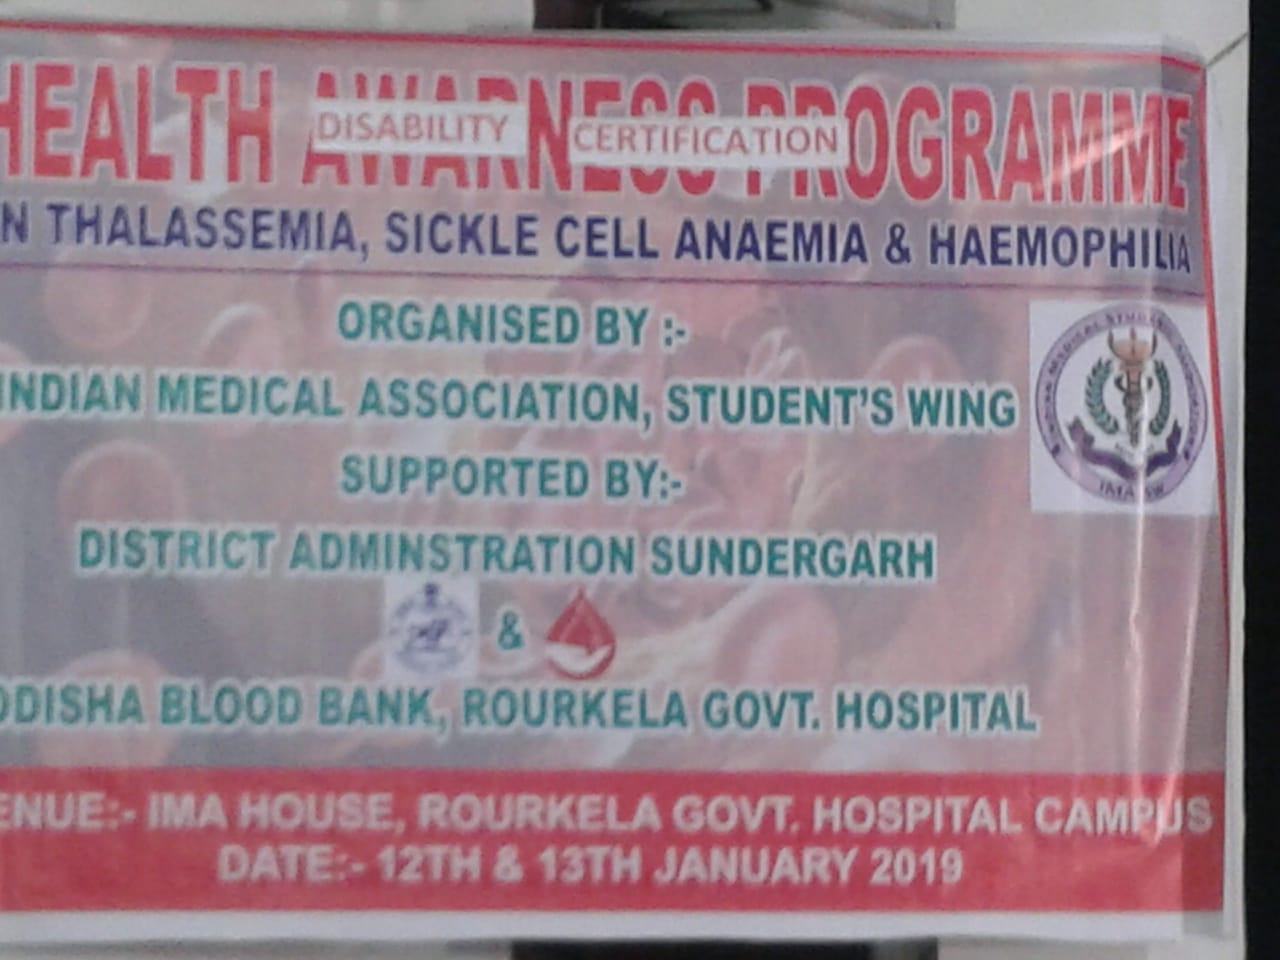 HEALTH AWARNESS PROGRAMME
DISABILITY CERTIFICATION
N THALASSEMIA, SICKLE CELL ANAEMIA & HAEMOPHILIA
ORGANISED BY :-
INDIAN MEDICAL ASSOCIATION, STUDENT'S WING
SUPPORTED BY:-
DISTRICT ADMINSTRATION SUNDERGARH
&
ODISHA BLOOD BANK, ROURKELA GOVT. HOSPITAL
ENUE:- IMA HOUSE, ROURKELA GOVT. HOSPITAL CAMPUS
DATE:- 12TH & 13TH JANUARY 2019